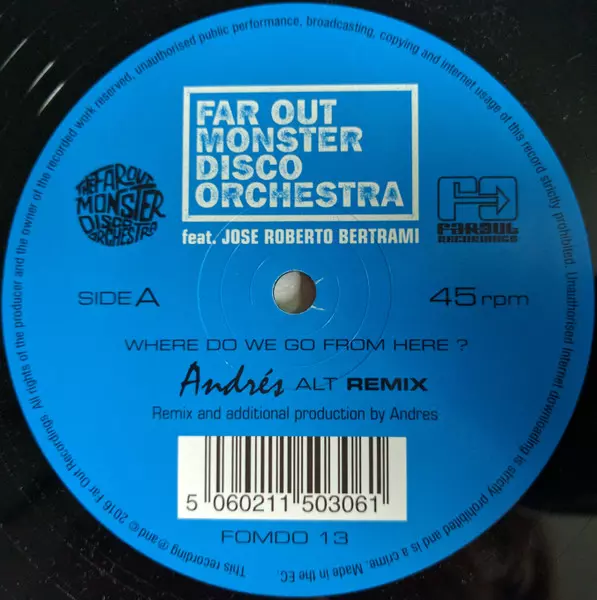 All rights of the producer and the owner of the recorded work reserved, unauthorised public performance, broadcasting, copying and internet usage of this record strictly prohibited. Unauthorised Internet downloading is strictly prohibited and is a crime. Made in the EC.
This recording ℗ and © 2016 Far Out Recordings.
FAR OUT
MONSTER
DISCO
ORCHESTRA
feat. JOSE ROBERTO BERTRAMI
THE FAR OUT
MONSTER
DISCO
ORCHESTRA
FAROUT
RECORDINGS
SIDE A
45 rpm
WHERE DO WE GO FROM HERE ?
Andrés ALT REMIX
Remix and additional production by Andres
5 060211 503061
FOMDO 13